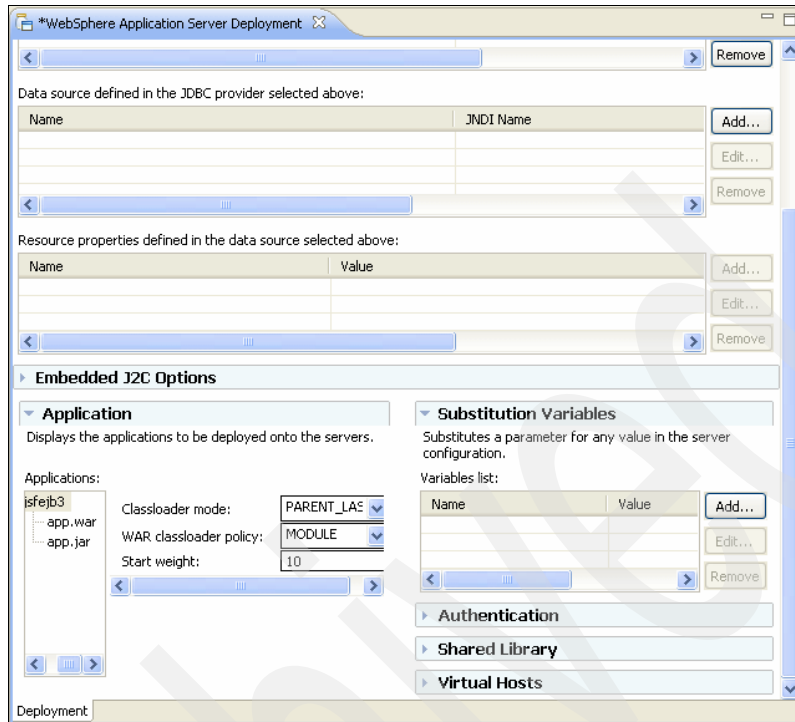 *WebSphere Application Server Deployment
Remove
Data source defined in the JDBC provider selected above:
Name JNDI Name
Add...
Edit...
Remove
Resource properties defined in the data source selected above:
Name Value
Add...
Edit...
Remove
Embedded J2C Options
Application
Displays the applications to be deployed onto the servers.
Applications:
jsfejb3
app.war
app.jar
Classloader mode: PARENT_LAS
WAR classloader policy: MODULE
Start weight: 10
Substitution Variables
Substitutes a parameter for any value in the server
configuration.
Variables list:
Name Value
Add...
Edit...
Remove
Authentication
Shared Library
Virtual Hosts
Deployment